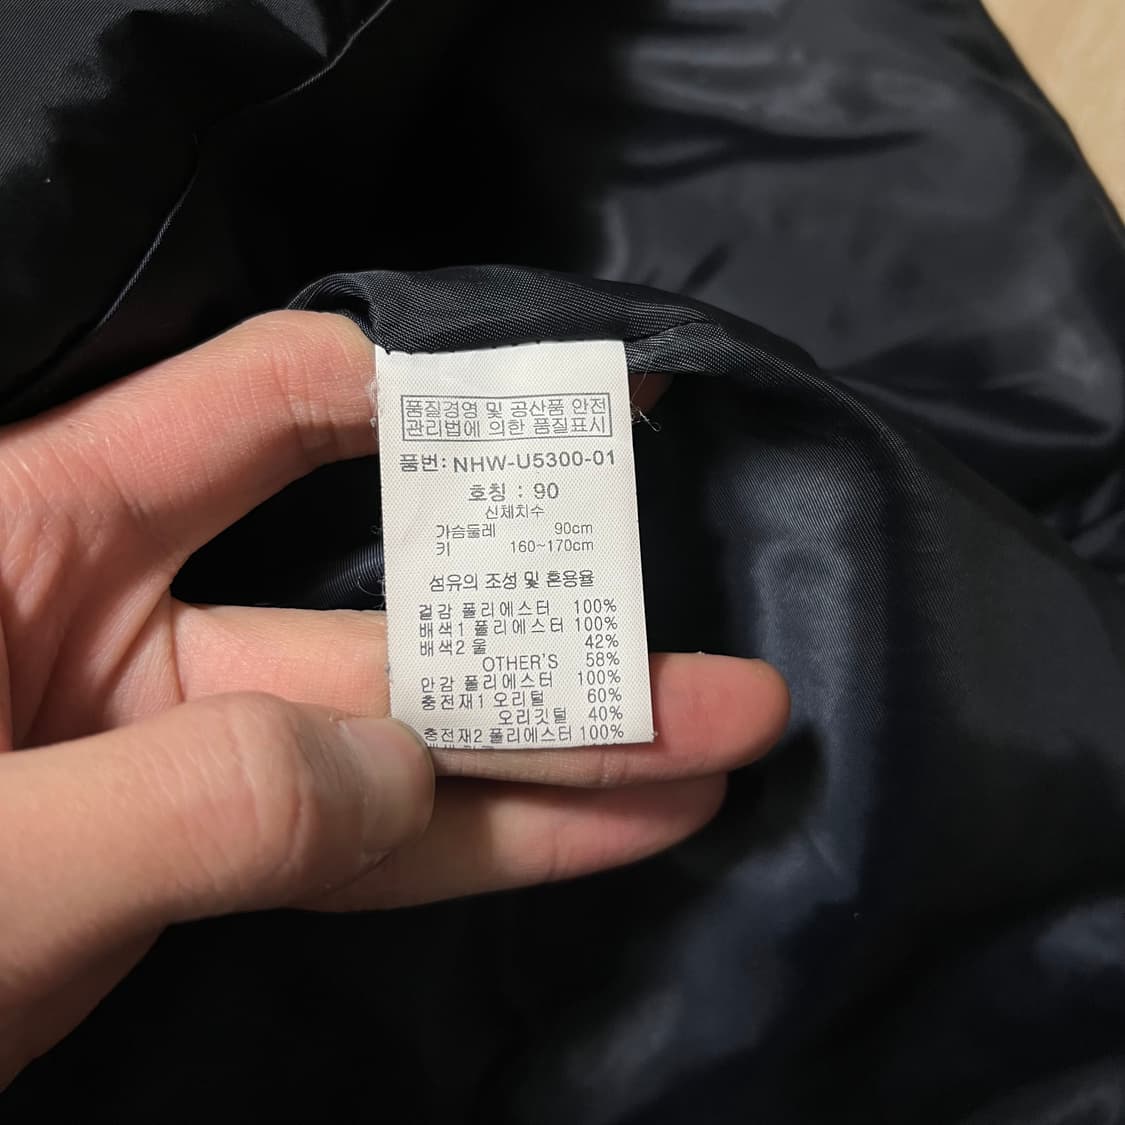 품질경영 및 공산품 안전
관리법에 의한 품질표시
품번: NHW-U5300-01
호칭 : 90
신체치수
가슴둘레 90cm
키 160~170cm
섬유의 조성 및 혼용율
겉감 폴리에스터 100%
배색1 폴리에스터 100%
배색2 울 42%
OTHER'S 58%
안감 폴리에스터 100%
충전재1 오리털 60%
오리깃털 40%
충전재2 폴리에스터 100%